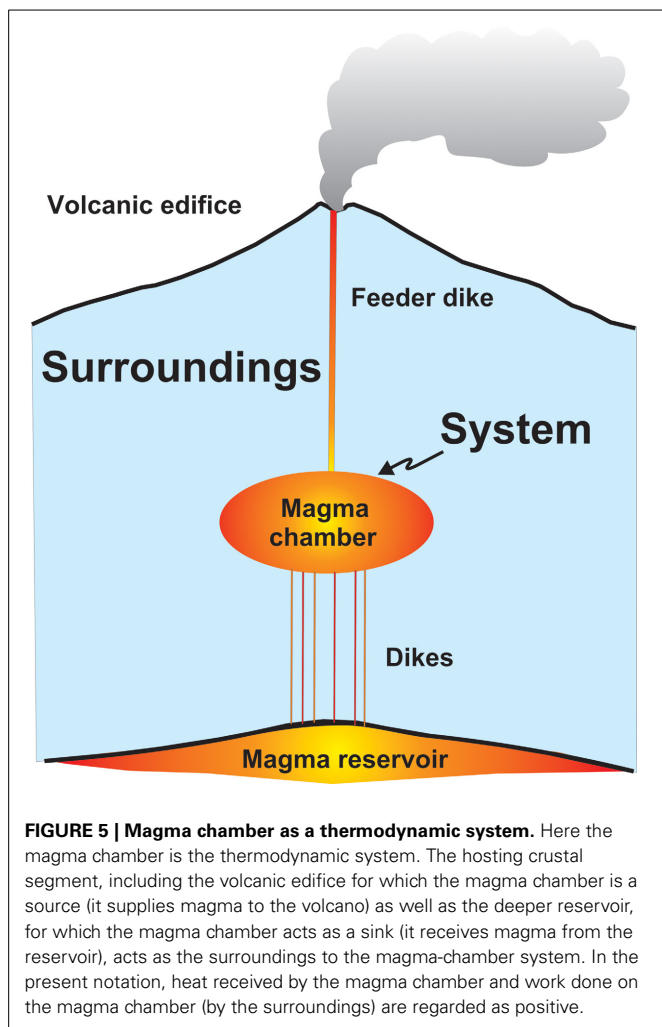 Volcanic edifice
Feeder dike
Surroundings
System
Magma
chamber
Dikes
Magma reservoir
FIGURE 5 | Magma chamber as a thermodynamic system. Here the
magma chamber is the thermodynamic system. The hosting crustal
segment, including the volcanic edifice for which the magma chamber is a
source (it supplies magma to the volcano) as well as the deeper reservoir,
for which the magma chamber acts as a sink (it receives magma from the
reservoir), acts as the surroundings to the magma-chamber system. In the
present notation, heat received by the magma chamber and work done on
the magma chamber (by the surroundings) are regarded as positive.